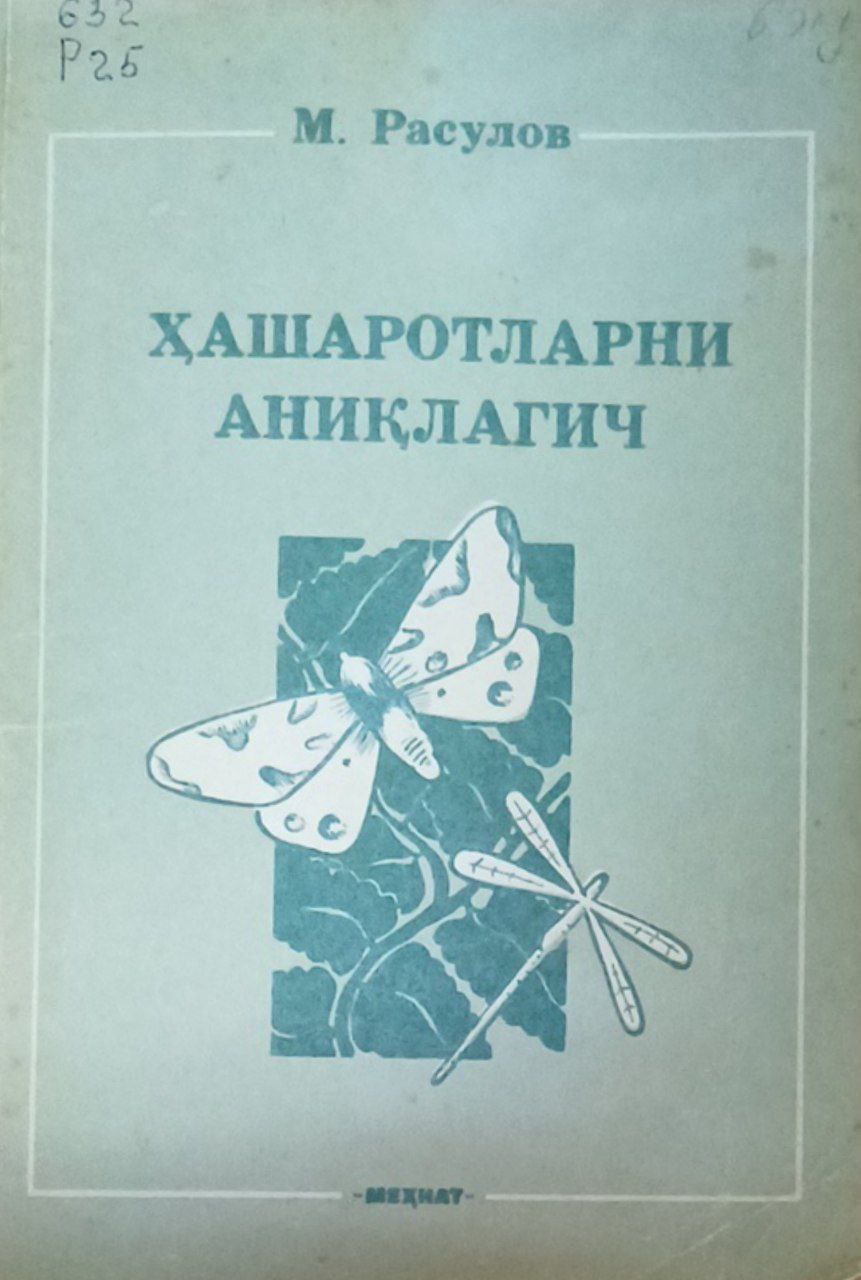 632
Р25
М. Расулов
ҲАШАРОТЛАРНИ
АНИҚЛАГИЧ
-МЕҲНАТ-